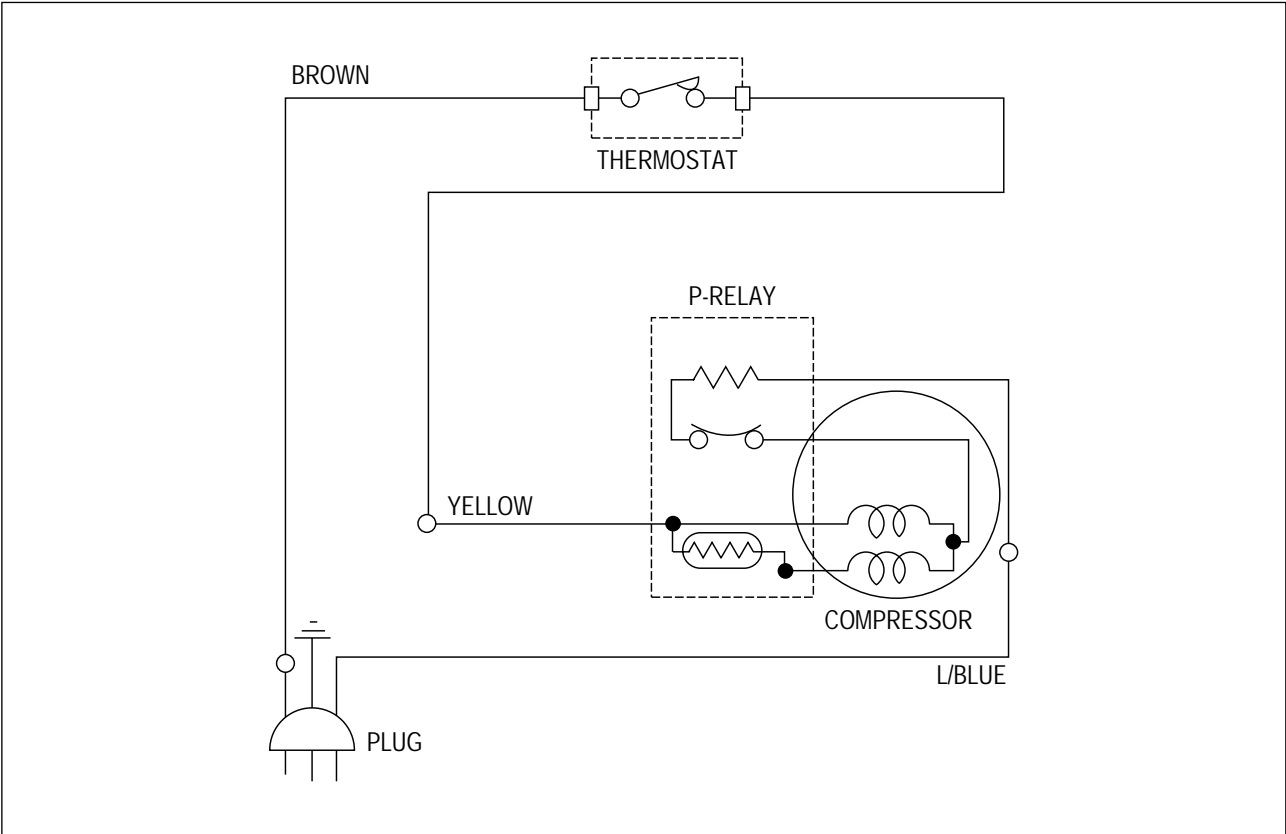 BROWN
THERMOSTAT
P-RELAY
YELLOW
COMPRESSOR
L/BLUE
PLUG